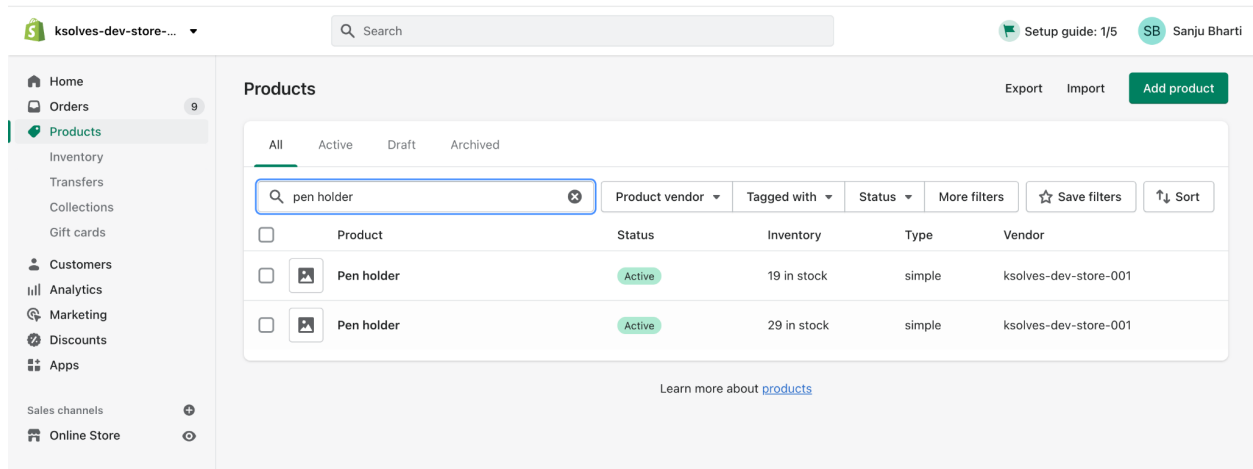 ksolves-dev-store-...
Search
Setup guide: 1/5
SB
Sanju Bharti
Home
Orders 9
Products
Inventory
Transfers
Collections
Gift cards
Customers
Analytics
Marketing
Discounts
Apps
Sales channels
Online Store
Products
Export Import Add product
All Active Draft Archived
pen holder
Product vendor Tagged with Status More filters Save filters Sort
Product Status Inventory Type Vendor
Pen holder Active 19 in stock simple ksolves-dev-store-001
Pen holder Active 29 in stock simple ksolves-dev-store-001
Learn more about products